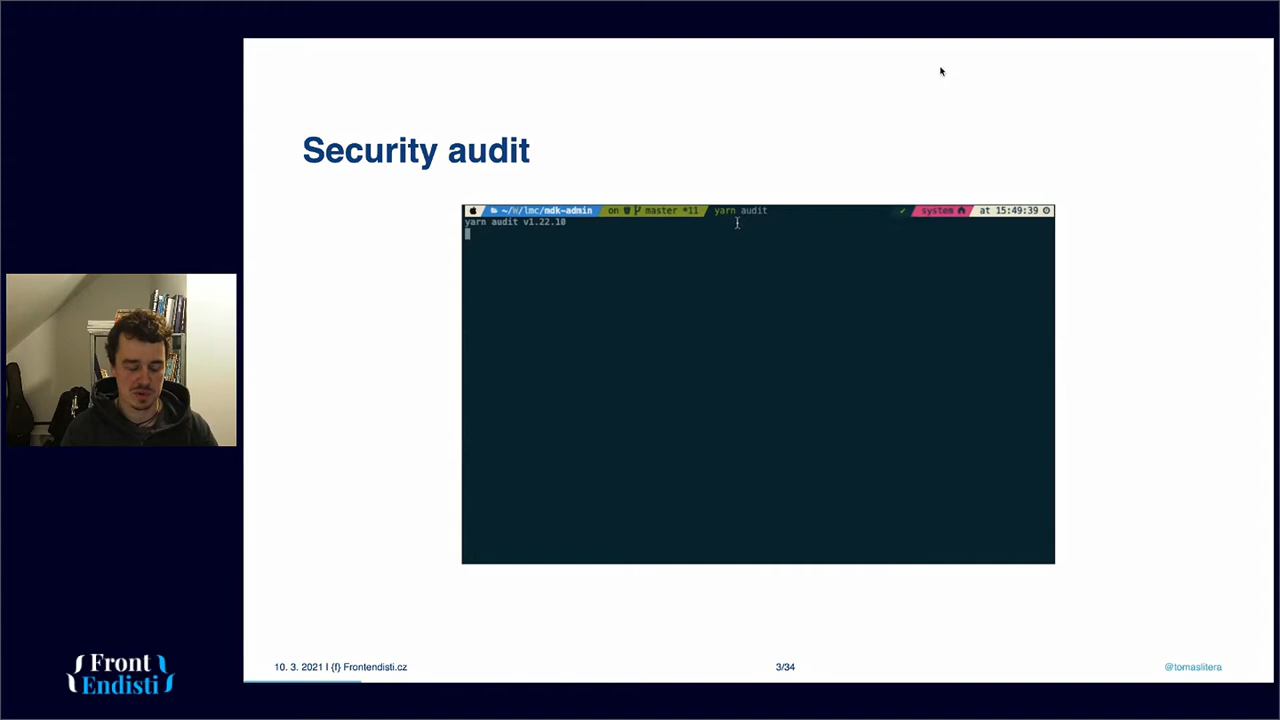 Security audit
~/W/lmc/mdk-admin on master *11 yarn audit ✓ system at 15:49:39
yarn audit v1.22.10
10. 3. 2021 | {f} Frontendisti.cz
3/34
@tomaslitera
{Front
Endisti}